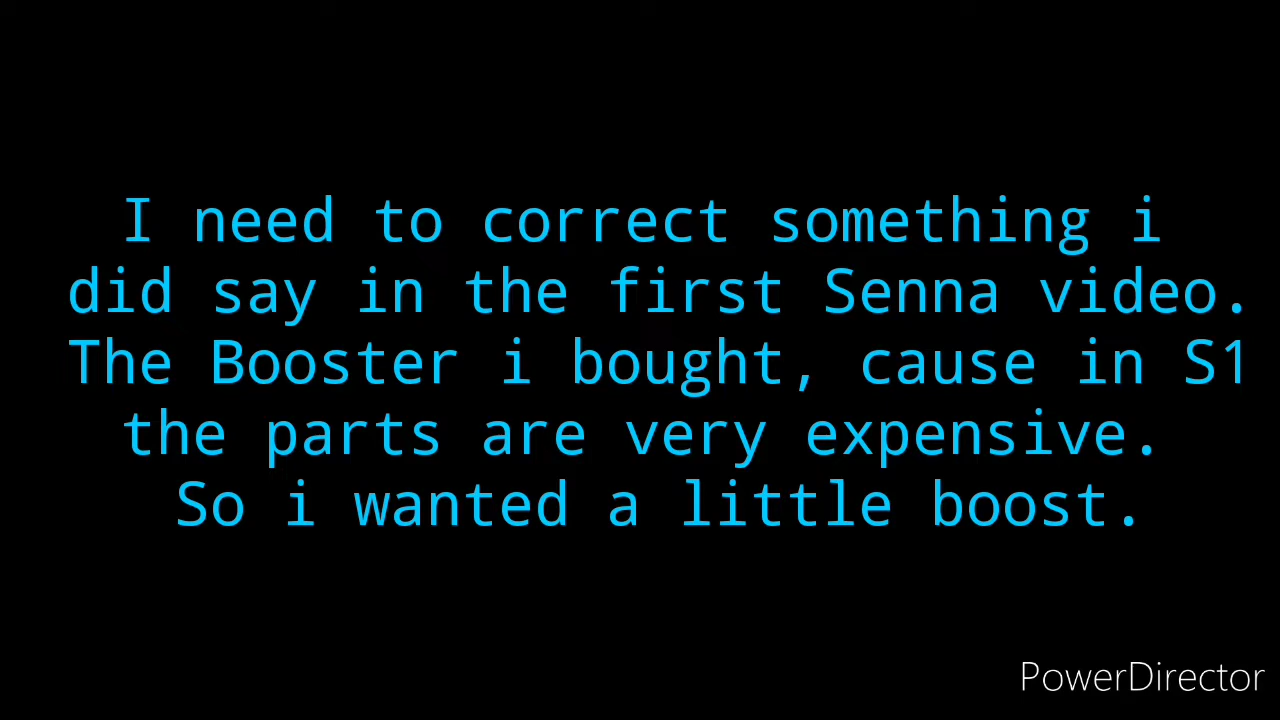 I need to correct something i
did say in the first Senna video.
The Booster i bought, cause in S1
the parts are very expensive.
So i wanted a little boost.
PowerDirector